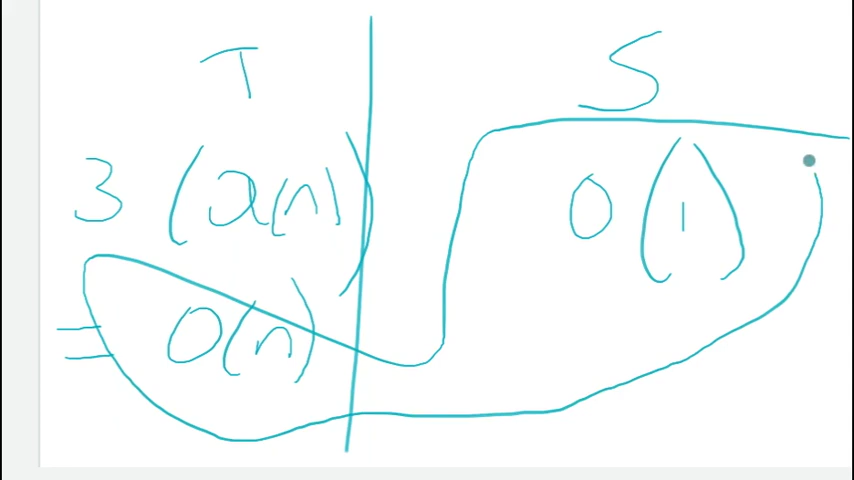 T S
3 (O(n)) O(1)
= O(n)